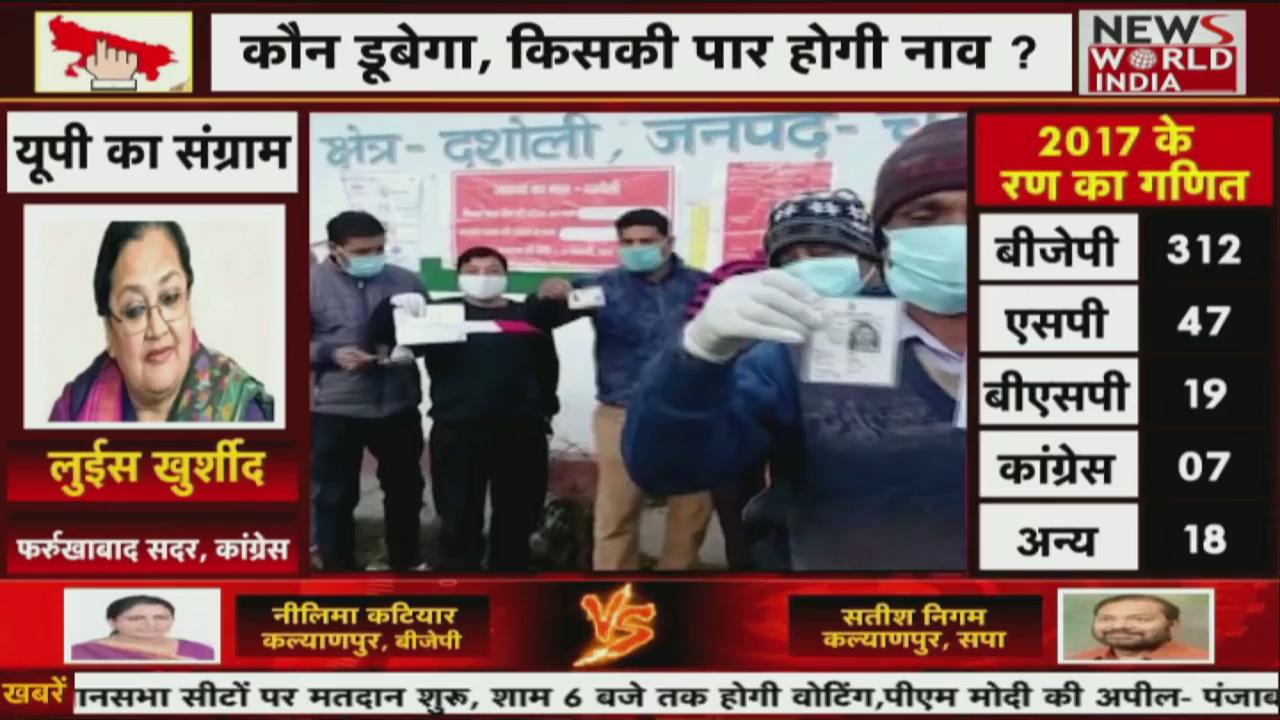 कौन डूबेगा, किसकी पार होगी नाव ?
NEWS
WORLD
INDIA
यूपी का संग्राम
लुईस खुर्शीद
फर्रुखाबाद सदर, कांग्रेस
क्षेत्र- दशोली, जनपद-
2017 के
रण का गणित
बीजेपी 312
एसपी 47
बीएसपी 19
कांग्रेस 07
अन्य 18
नीलिमा कटियार
कल्याणपुर, बीजेपी
VS
सतीश निगम
कल्याणपुर, सपा
खबरें ानसभा सीटों पर मतदान शुरू, शाम 6 बजे तक होगी वोटिंग,पीएम मोदी की अपील- पंजाब